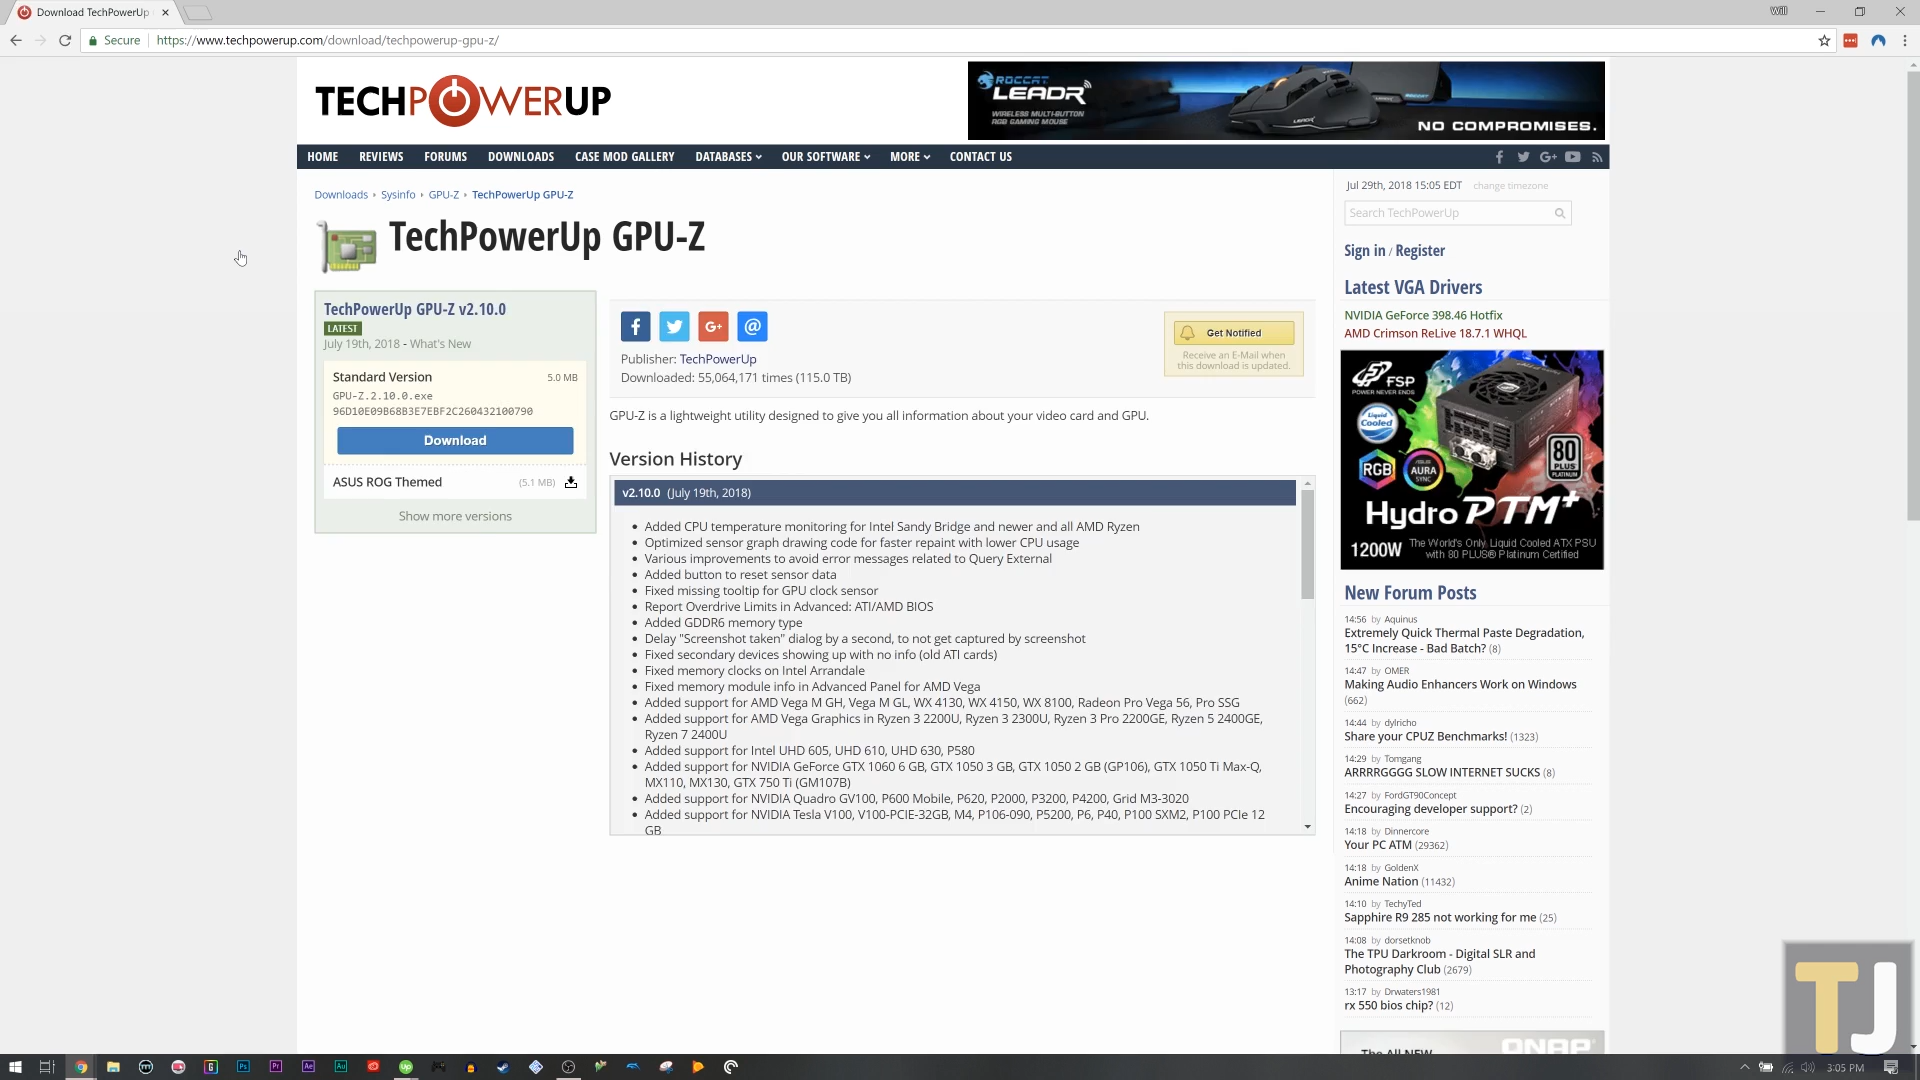 Download TechPowerUp
Will
Secure
https://www.techpowerup.com/download/techpowerup-gpu-z/
TECHPOWERUP
ROCCAT
LEADR
WIRELESS MULTI-BUTTON
RGB GAMING MOUSE
NO COMPROMISES.
HOME REVIEWS FORUMS DOWNLOADS CASE MOD GALLERY DATABASES OUR SOFTWARE MORE CONTACT US
Downloads Sysinfo GPU-Z TechPowerUp GPU-Z
TechPowerUp GPU-Z
TechPowerUp GPU-Z v2.10.0
LATEST
July 19th, 2018 - What's New
Standard Version 5.0 MB
GPU-Z.2.10.0.exe
96D10E09B68B3E7EBF2C260432100790
Download
ASUS ROG Themed (5.1 MB)
Show more versions
Publisher: TechPowerUp
Downloaded: 55,064,171 times (115.0 TB)
Get Notified
Receive an E-Mail when
this download is updated.
GPU-Z is a lightweight utility designed to give you all information about your video card and GPU.
Version History
v2.10.0 (July 19th, 2018)
Added CPU temperature monitoring for Intel Sandy Bridge and newer and all AMD Ryzen
Optimized sensor graph drawing code for faster repaint with lower CPU usage
Various improvements to avoid error messages related to Query External
Added button to reset sensor data
Fixed missing tooltip for GPU clock sensor
Report Overdrive Limits in Advanced: ATI/AMD BIOS
Added GDDR6 memory type
Delay "Screenshot taken" dialog by a second, to not get captured by screenshot
Fixed secondary devices showing up with no info (old ATI cards)
Fixed memory clocks on Intel Arrandale
Fixed memory module info in Advanced Panel for AMD Vega
Added support for AMD Vega M GH, Vega M GL, WX 4130, WX 4150, WX 8100, Radeon Pro Vega 56, Pro SSG
Added support for AMD Vega Graphics in Ryzen 3 2200U, Ryzen 3 2300U, Ryzen 3 Pro 2200GE, Ryzen 5 2400GE,
Ryzen 7 2400U
Added support for Intel UHD 605, UHD 610, UHD 630, P580
Added support for NVIDIA GeForce GTX 1060 6 GB, GTX 1050 3 GB, GTX 1050 2 GB (GP106), GTX 1050 Ti Max-Q,
MX110, MX130, GTX 750 Ti (GM107B)
Added support for NVIDIA Quadro GV100, P600 Mobile, P620, P2000, P3200, P4200, Grid M3-3020
Added support for NVIDIA Tesla V100, V100-PCIE-32GB, M4, P106-090, P5200, P6, P40, P100 SXM2, P100 PCIe 12
GB
Jul 29th, 2018 15:05 EDT change timezone
Search TechPowerUp
Sign in / Register
Latest VGA Drivers
NVIDIA GeForce 398.46 Hotfix
AMD Crimson ReLive 18.7.1 WHQL
FSP
POWER NEVER ENDS
Liquid
Cooled
RGB
AURA
SYNC
80
PLUS
PLATINUM
Hydro PTM+
1200W The World's Only Liquid Cooled ATX PSU
with 80 PLUS® Platinum Certified
New Forum Posts
14:56 by Aquinus
Extremely Quick Thermal Paste Degradation,
15°C Increase - Bad Batch? (8)
14:47 by OMER
Making Audio Enhancers Work on Windows
(662)
14:44 by dylricho
Share your CPUZ Benchmarks! (1323)
14:29 by Tomgang
ARRRRGGGG SLOW INTERNET SUCKS (8)
14:27 by FordGT90Concept
Encouraging developer support? (2)
14:18 by Dinnercore
Your PC ATM (29362)
14:18 by GoldenX
Anime Nation (11432)
14:10 by TechyTed
Sapphire R9 285 not working for me (25)
14:08 by dorsetknob
The TPU Darkroom - Digital SLR and
Photography Club (2679)
13:17 by Drwaters1981
rx 550 bios chip? (12)
The All NEW
QNAP
TJ
3:05 PM